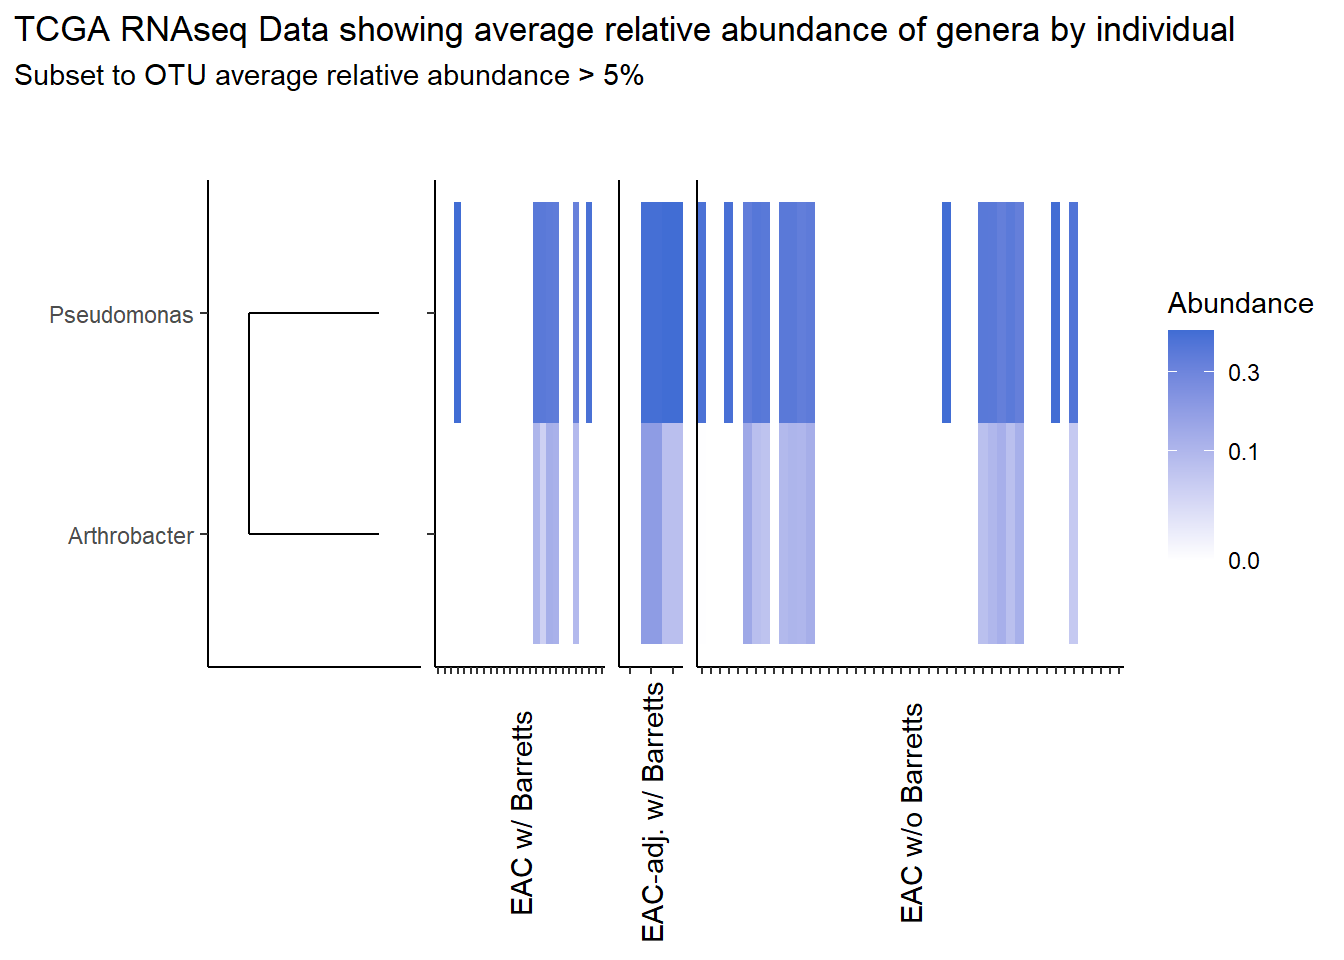 TCGA RNAseq Data showing average relative abundance of genera by individual
Subset to OTU average relative abundance > 5%
Pseudomonas
Arthrobacter
EAC w/ Barretts
EAC-adj. w/ Barretts
EAC w/o Barretts
Abundance
0.3
0.1
0.0